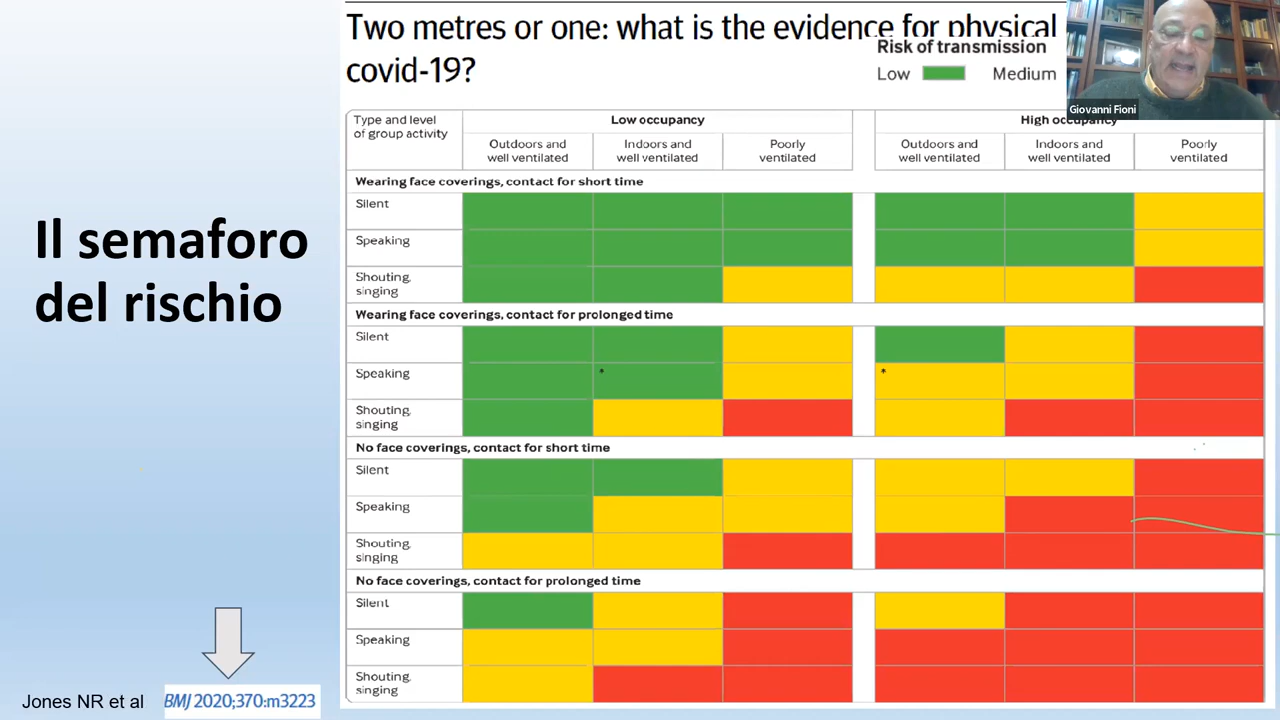 Two metres or one: what is the evidence for physical
covid-19?
Risk of transmission
Low Medium
Giovanni Fioni
Type and level
of group activity
Low occupancy
High occupancy
Outdoors and
well ventilated
Indoors and
well ventilated
Poorly
ventilated
Outdoors and
well ventilated
Indoors and
well ventilated
Poorly
ventilated
Wearing face coverings, contact for short time
Silent
Speaking
Shouting,
singing
Wearing face coverings, contact for prolonged time
Silent
Speaking
* *
Shouting,
singing
No face coverings, contact for short time
Silent
Speaking
Shouting,
singing
No face coverings, contact for prolonged time
Silent
Speaking
Shouting,
singing
Il semaforo
del rischio
Jones NR et al BMJ 2020;370:m3223